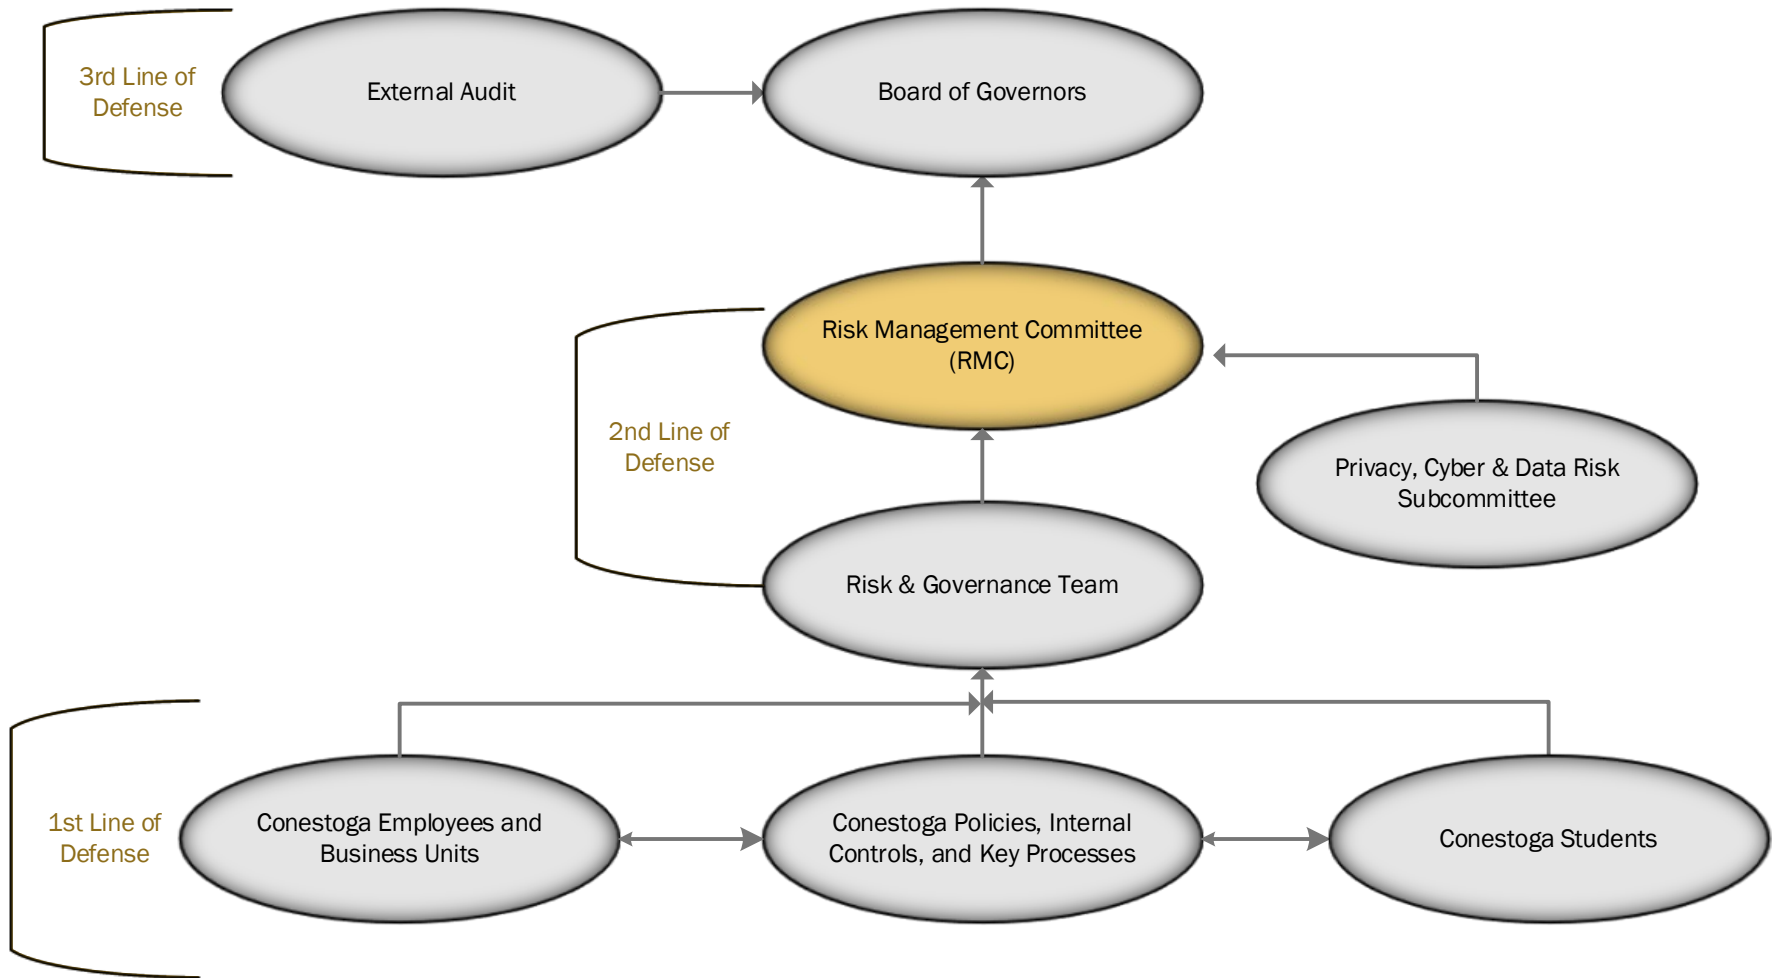 3rd Line of
Defense
External Audit
Board of Governors
Risk Management Committee
(RMC)
2nd Line of
Defense
Privacy, Cyber & Data Risk
Subcommittee
Risk & Governance Team
1st Line of
Defense
Conestoga Employees and
Business Units
Conestoga Policies, Internal
Controls, and Key Processes
Conestoga Students